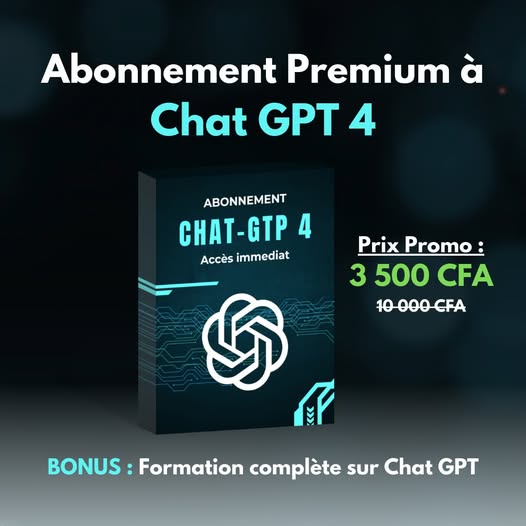 Abonnement Premium à
Chat GPT 4
ABONNEMENT
CHAT-GTP 4
Accès immediat
Prix Promo :
3 500 CFA
10 000 CFA
BONUS : Formation complète sur Chat GPT